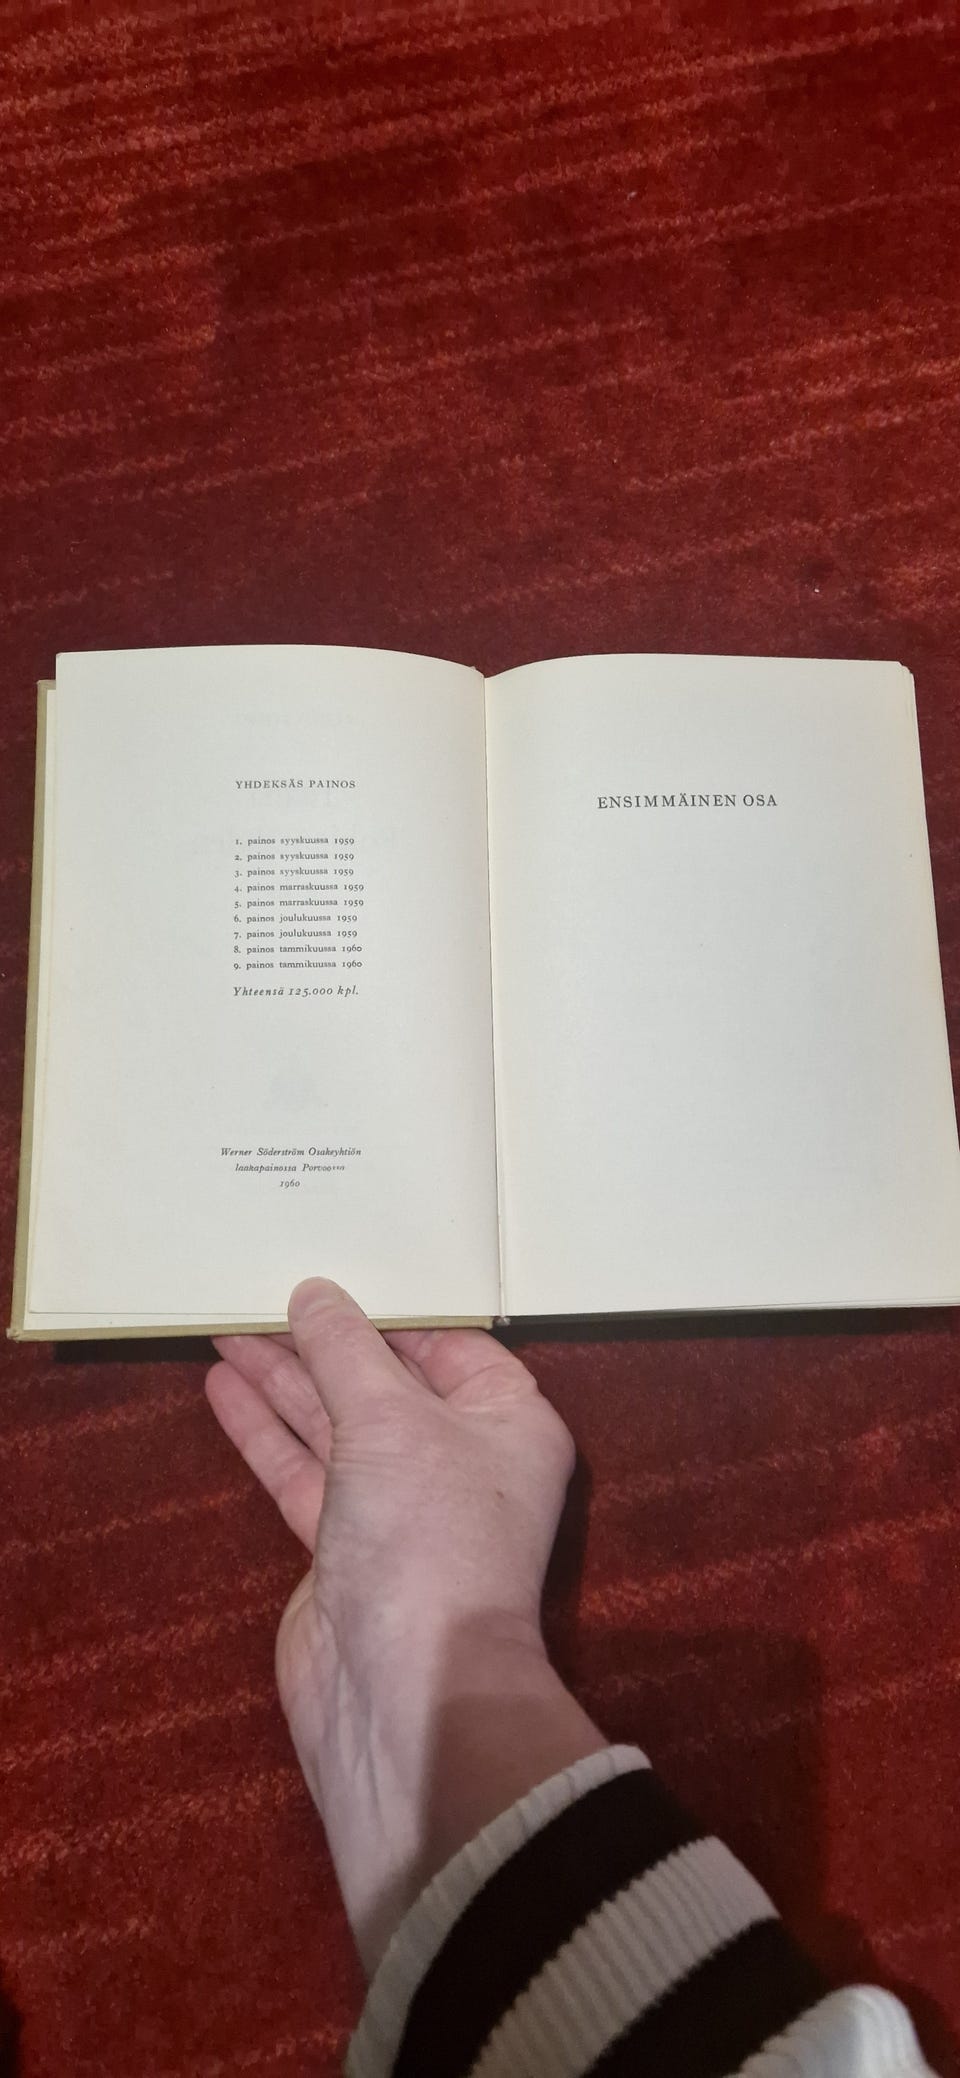 YHDEKSÄS PAINOS
1. painos syyskuussa 1959
2. painos syyskuussa 1959
3. painos syyskuussa 1959
4. painos marraskuussa 1959
5. painos marraskuussa 1959
6. painos joulukuussa 1959
7. painos joulukuussa 1959
8. painos tammikuussa 1960
9. painos tammikuussa 1960
Yhteensä 125.000 kpl.
Werner Söderström Osakeyhtiön
laakapainossa Porvoossa
1960
ENSIMMÄINEN OSA